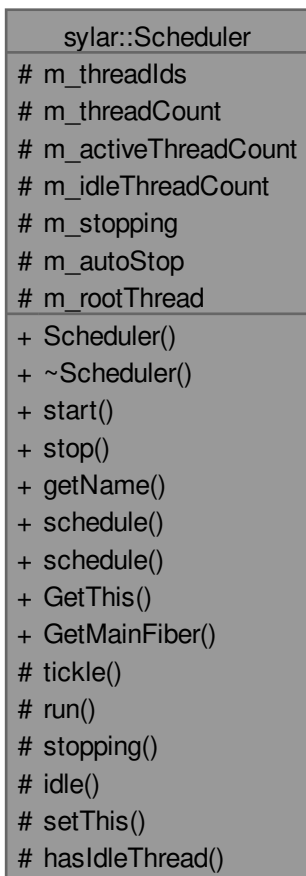 sylar::Scheduler
# m_threadIds
# m_threadCount
# m_activeThreadCount
# m_idleThreadCount
# m_stopping
# m_autoStop
# m_rootThread
+ Scheduler()
+ ~Scheduler()
+ start()
+ stop()
+ getName()
+ schedule()
+ schedule()
+ GetThis()
+ GetMainFiber()
# tickle()
# run()
# stopping()
# idle()
# setThis()
# hasIdleThread()